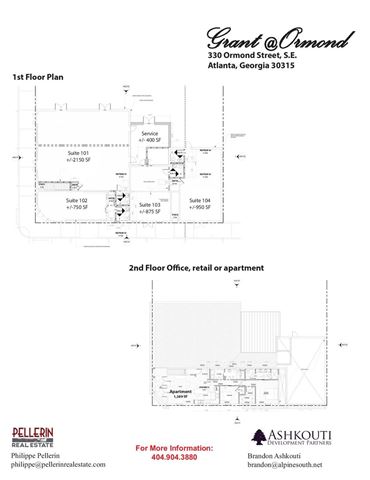 Grant @ Ormond
330 Ormond Street, S.E.
Atlanta, Georgia 30315
1st Floor Plan
Service
+/- 400 SF
Suite 101
+/-2150 SF
Suite 102
+/-750 SF
Suite 103
+/-875 SF
Suite 104
+/-950 SF
2nd Floor Office, retail or apartment
Apartment
PELLERIN
REAL ESTATE
Philippe Pellerin
philippe@pellerinrealestate.com
For More Information:
404.904.3880
ASHKOUTI
DEVELOPMENT PARTNERS
Brandon Ashkouti
brandon@alpinesouth.net